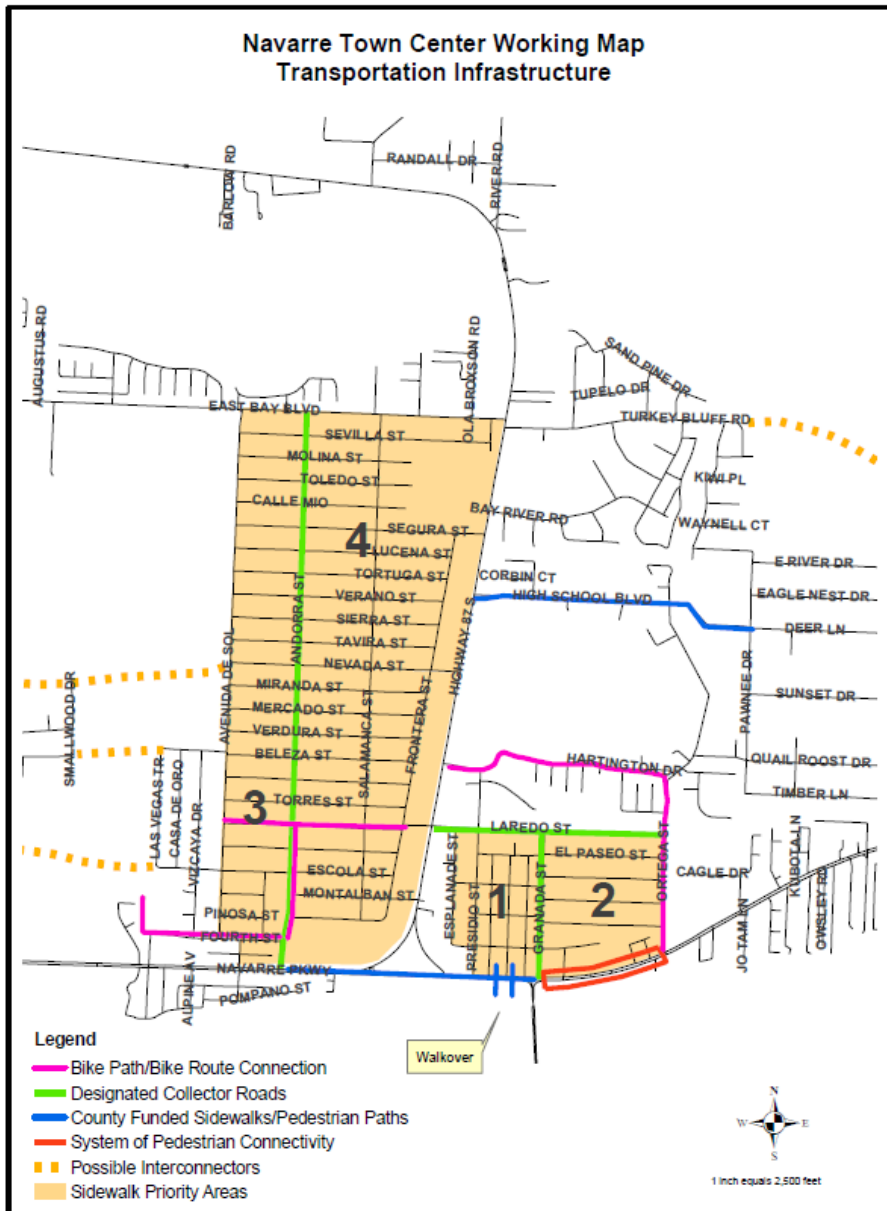 Navarre Town Center Working Map
Transportation Infrastructure
RANDALL DR
RIVER RD
BARLOW RD
AUGUSTUS RD
OLA BROXSON RD
SAND PINE DR
TUPELO DR
EAST BAY BLVD
TURKEY BLUFF RD
SEVILLA ST
MOLINA ST
TOLEDO ST
KIWI PL
CALLE MIO
BAY RIVER RD
SEGURA ST
WAYNELL CT
4
LUCENA ST
E RIVER DR
TORTUGA ST
CORBIN CT
VERANO ST
HIGH SCHOOL BLVD
EAGLE NEST DR
ANDORRA ST
SIERRA ST
DEER LN
TAVIRA ST
HIGHWAY 87 S
NEVADA ST
AVENIDA DE SOL
MIRANDA ST
SUNSET DR
PAWNEE DR
SMALLWOOD DR
MERCADO ST
SALAMANCA ST
FRONTERA ST
VERDURA ST
BELEZA ST
HARTINGTON DR
QUAIL ROOST DR
LAS VEGAS TR
CASA DE ORO
VIZCAYA DR
TIMBER LN
3
TORRES ST
LAREDO ST
ESPLANADE ST
EL PASEO ST
ORTEGA ST
KUBOTA LN
ESCOLA ST
CAGLE DR
MONTALBAN ST
1
2
PRESIDIO ST
GRANADA ST
JO TAM LN
OWSLEY RD
PINOSA ST
FOURTH ST
NAVARRE PKWY
ALPINE AV
POMPANO ST
Walkover
Legend
Bike Path/Bike Route Connection
Designated Collector Roads
County Funded Sidewalks/Pedestrian Paths
System of Pedestrian Connectivity
Possible Interconnectors
Sidewalk Priority Areas
N
W
E
S
1 inch equals 2,500 feet